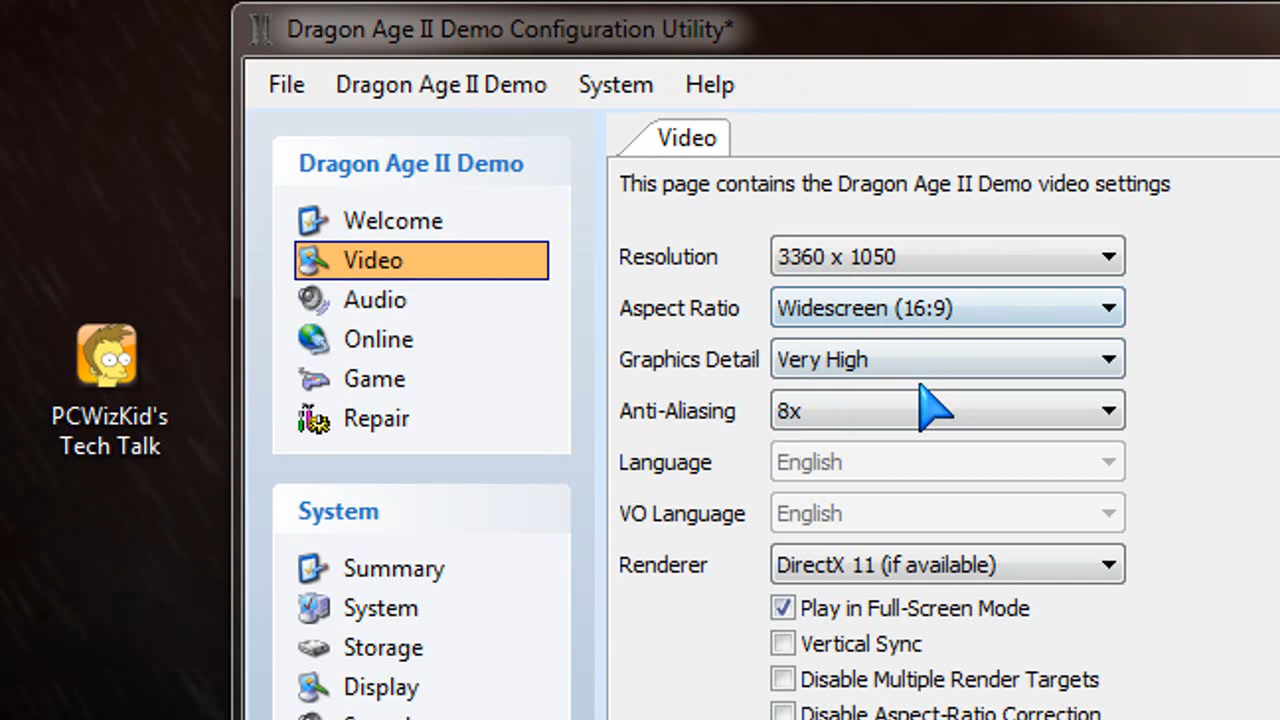 Dragon Age II Demo Configuration Utility*
File Dragon Age II Demo System Help
Dragon Age II Demo
Welcome
Video
Audio
Online
Game
Repair
System
Summary
System
Storage
Display
Video
This page contains the Dragon Age II Demo video settings
Resolution 3360 x 1050
Aspect Ratio Widescreen (16:9)
Graphics Detail Very High
Anti-Aliasing 8x
Language English
VO Language English
Renderer DirectX 11 (if available)
Play in Full-Screen Mode
Vertical Sync
Disable Multiple Render Targets
Disable Aspect-Ratio Correction
PCWizKid's
Tech Talk